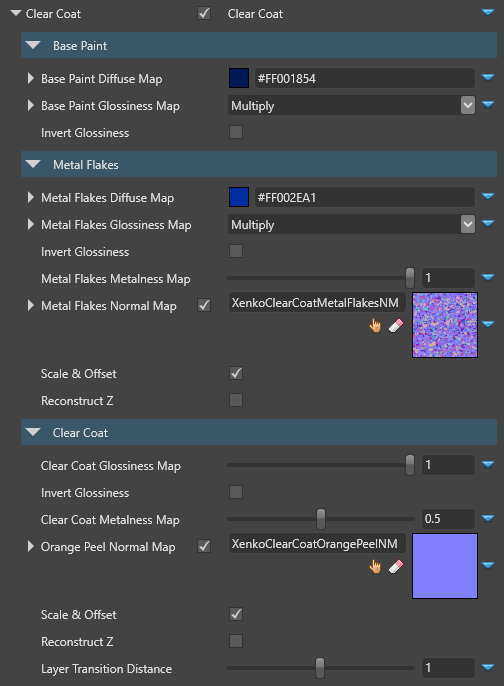 Clear Coat Clear Coat
Base Paint
Base Paint Diffuse Map #FF001854
Base Paint Glossiness Map Multiply
Invert Glossiness
Metal Flakes
Metal Flakes Diffuse Map #FF002EA1
Metal Flakes Glossiness Map Multiply
Invert Glossiness
Metal Flakes Metalness Map 1
Metal Flakes Normal Map XenkoClearCoatMetalFlakesNM
Scale & Offset
Reconstruct Z
Clear Coat
Clear Coat Glossiness Map 1
Invert Glossiness
Clear Coat Metalness Map 0.5
Orange Peel Normal Map XenkoClearCoatOrangePeelNM
Scale & Offset
Reconstruct Z
Layer Transition Distance 1